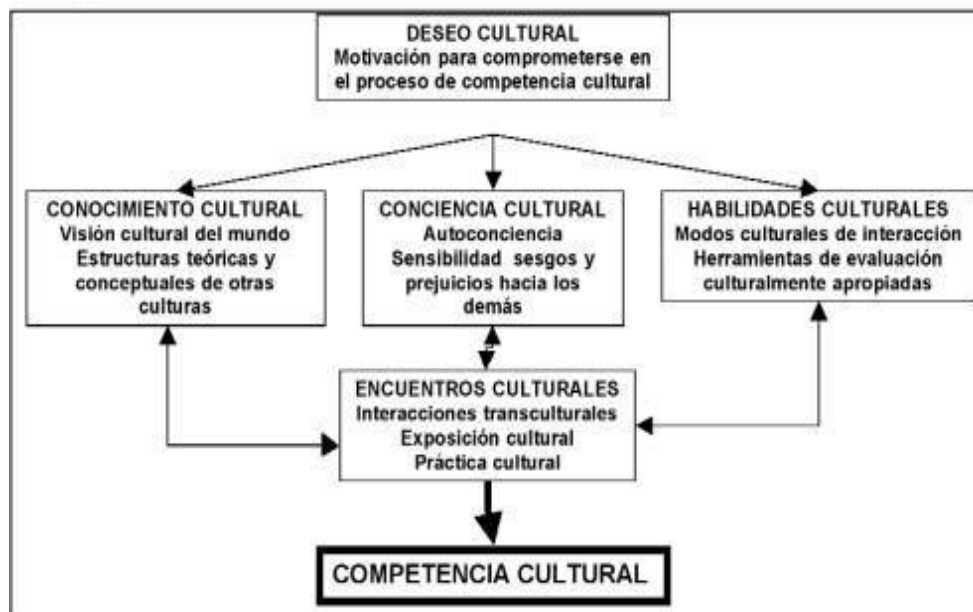 DESEO CULTURAL
Motivación para comprometerse en
el proceso de competencia cultural
CONOCIMIENTO CULTURAL
Visión cultural del mundo
Estructuras teóricas y
conceptuales de otras
culturas
CONCIENCIA CULTURAL
Autoconciencia
Sensibilidad sesgos y
prejuicios hacia los
demás
HABILIDADES CULTURALES
Modos culturales de interacción
Herramientas de evaluación
culturalmente apropiadas
ENCUENTROS CULTURALES
Interacciones transculturales
Exposición cultural
Práctica cultural
COMPETENCIA CULTURAL